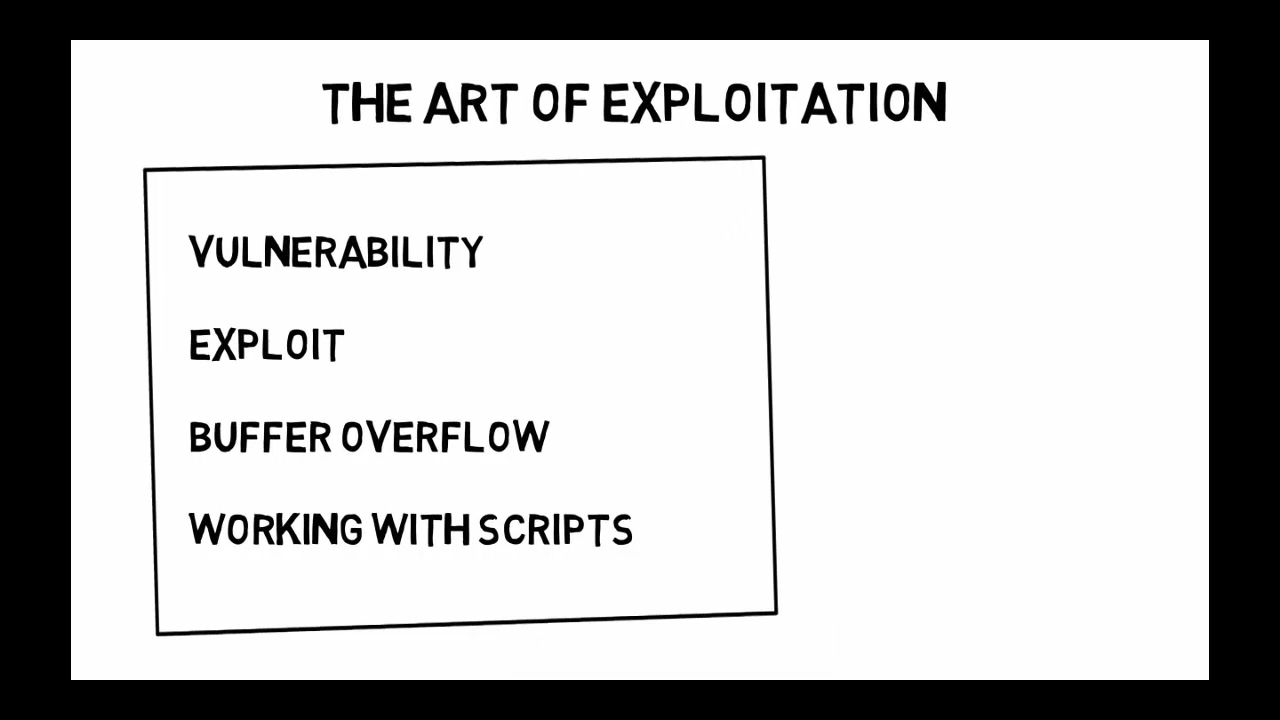 THE ART OF EXPLOITATION
VULNERABILITY
EXPLOIT
BUFFER OVERFLOW
WORKING WITH SCRIPTS